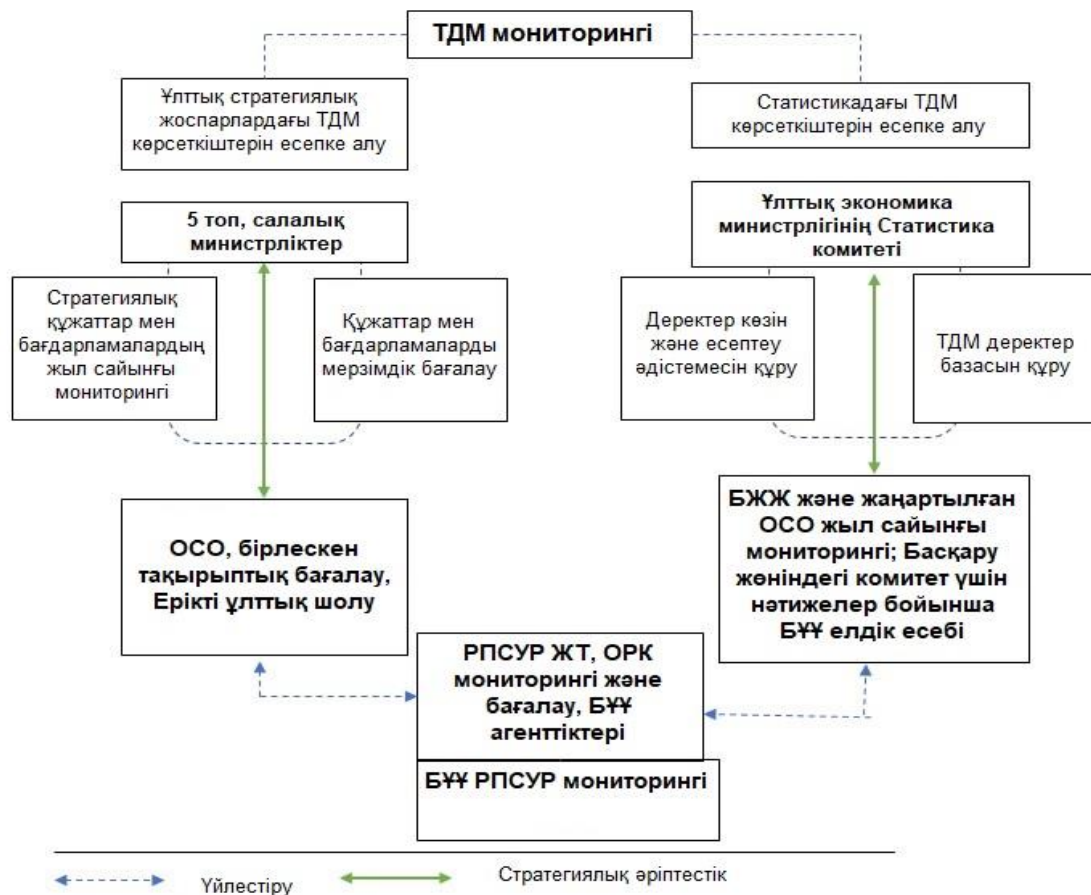 ТДМ мониторингі
Ұлттық стратегиялық
жоспарлардағы ТДМ
көрсеткіштерін есепке алу
Статистикадағы ТДМ
көрсеткіштерін есепке алу
5 топ, салалық
министрліктер
Ұлттық экономика
министрлігінің Статистика
комитеті
Стратегиялық
құжаттар мен
бағдарламалардың
жыл сайынғы
мониторингі
Құжаттар мен
бағдарламаларды
мерзімдік бағалау
Деректер көзін
және есептеу
әдістемесін құру
ТДМ деректер
базасын құру
ОСО, бірлескен
тақырыптық бағалау,
Ерікті ұлттық шолу
БЖЖ және жаңартылған
ОСО жыл сайынғы
мониторингі; Басқару
жөніндегі комитет үшін
нәтижелер бойынша
БҰҰ елдік есебі
РПСУР ЖТ, ОРК
мониторингі және
бағалау, БҰҰ
агенттіктері
БҰҰ РПСУР мониторингі
Үйлестіру
Стратегиялық әріптестік